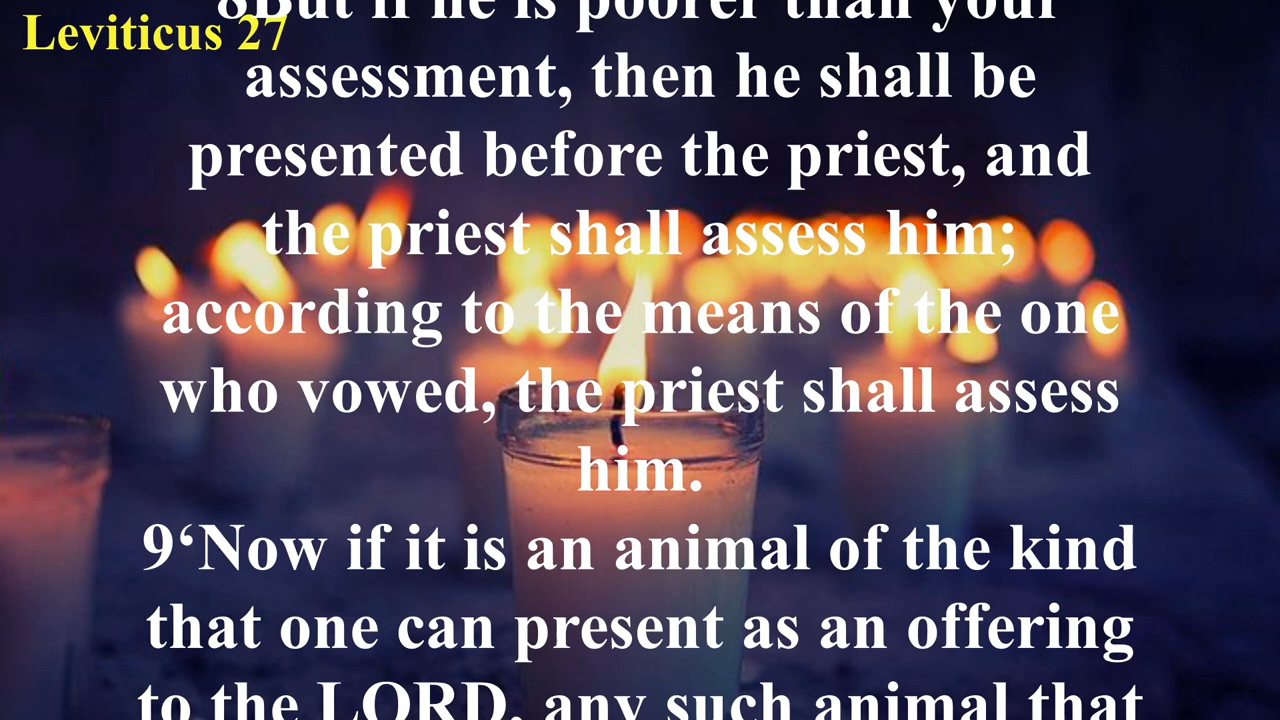 8But if he is poorer than your
Leviticus 27
assessment, then he shall be
presented before the priest, and
the priest shall assess him;
according to the means of the one
who vowed, the priest shall assess
him.
9‘Now if it is an animal of the kind
that one can present as an offering
to the LORD, any such animal that